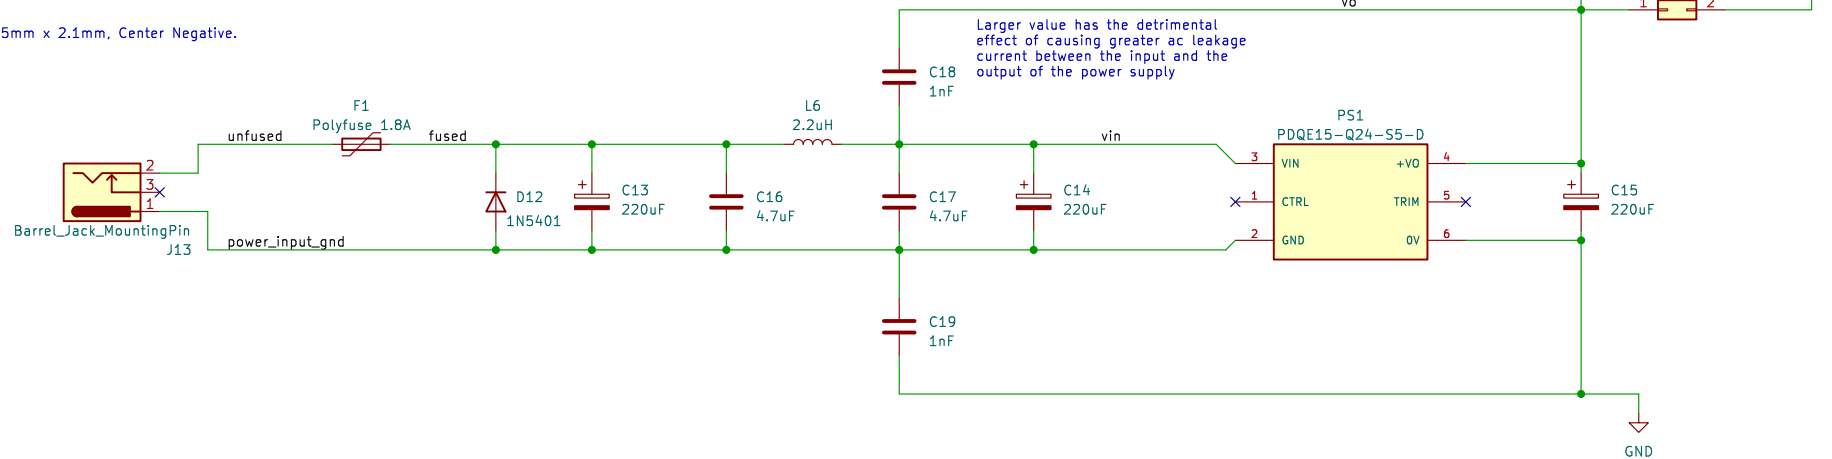 5mm x 2.1mm, Center Negative.
Vo
1
2
Larger value has the detrimental
effect of causing greater ac leakage
current between the input and the
output of the power supply
C18
1nF
F1
Polyfuse 1.8A
unfused
fused
L6
2.2uH
vin
PS1
PDQE15-Q24-S5-D
2
3
1
Barrel_Jack_MountingPin
J13
power_input_gnd
D12
1N5401
+
C13
220uF
C16
4.7uF
C17
4.7uF
+
C14
220uF
3
VIN
1
CTRL
2
GND
+VO
4
TRIM
5
0V
6
+
C15
220uF
C19
1nF
GND